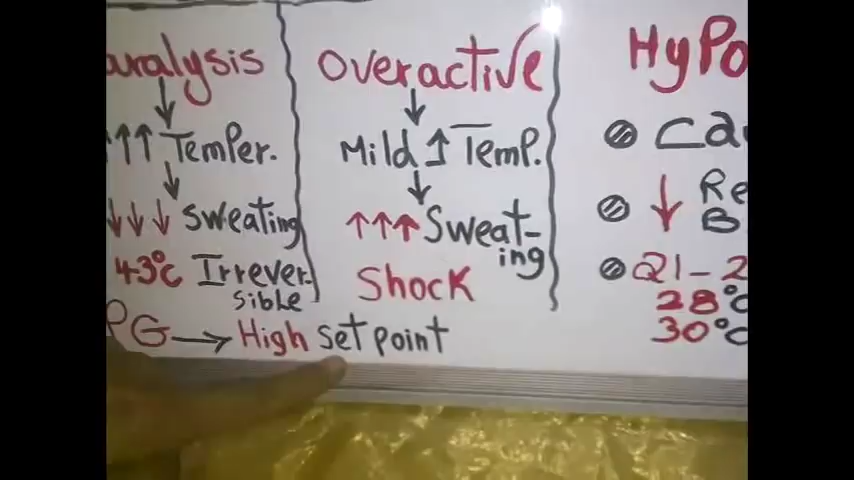 aralysis
↑↑↑ Temper.
↓↓↓ Sweating
43°C Irrever-
sible
PG → High set point
Overactive
Mild ↑ Temp.
↑↑↑ Sweat-
ing
Shock
HyPo
Ca
↓ Re
B
21-2
28°C
30°C